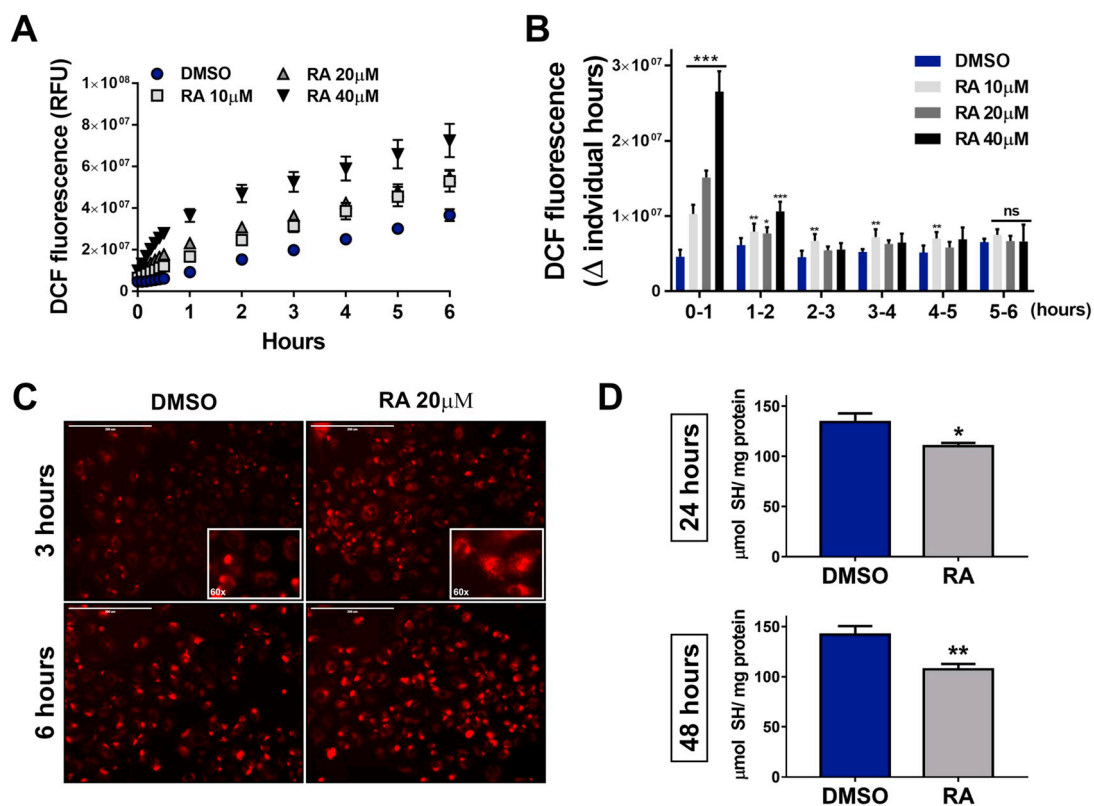 A
DCF fluorescence (RFU)
1×10⁰⁸
8×10⁰⁷
6×10⁰⁷
4×10⁰⁷
2×10⁰⁷
0
DMSO
RA 10μM
RA 20μM
RA 40μM
0 1 2 3 4 5 6
Hours
B
DCF fluorescence
(Δ indvidual hours)
3×10⁰⁷
2×10⁰⁷
1×10⁰⁷
0
DMSO
RA 10μM
RA 20μM
RA 40μM
***
** * ***
**
**
**
ns
0-1 1-2 2-3 3-4 4-5 5-6 (hours)
C
DMSO RA 20μM
3 hours
60x 60x
6 hours
D
24 hours
μmol SH/ mg protein
150
100
50
0
*
DMSO RA
48 hours
μmol SH/ mg protein
150
100
50
0
**
DMSO RA